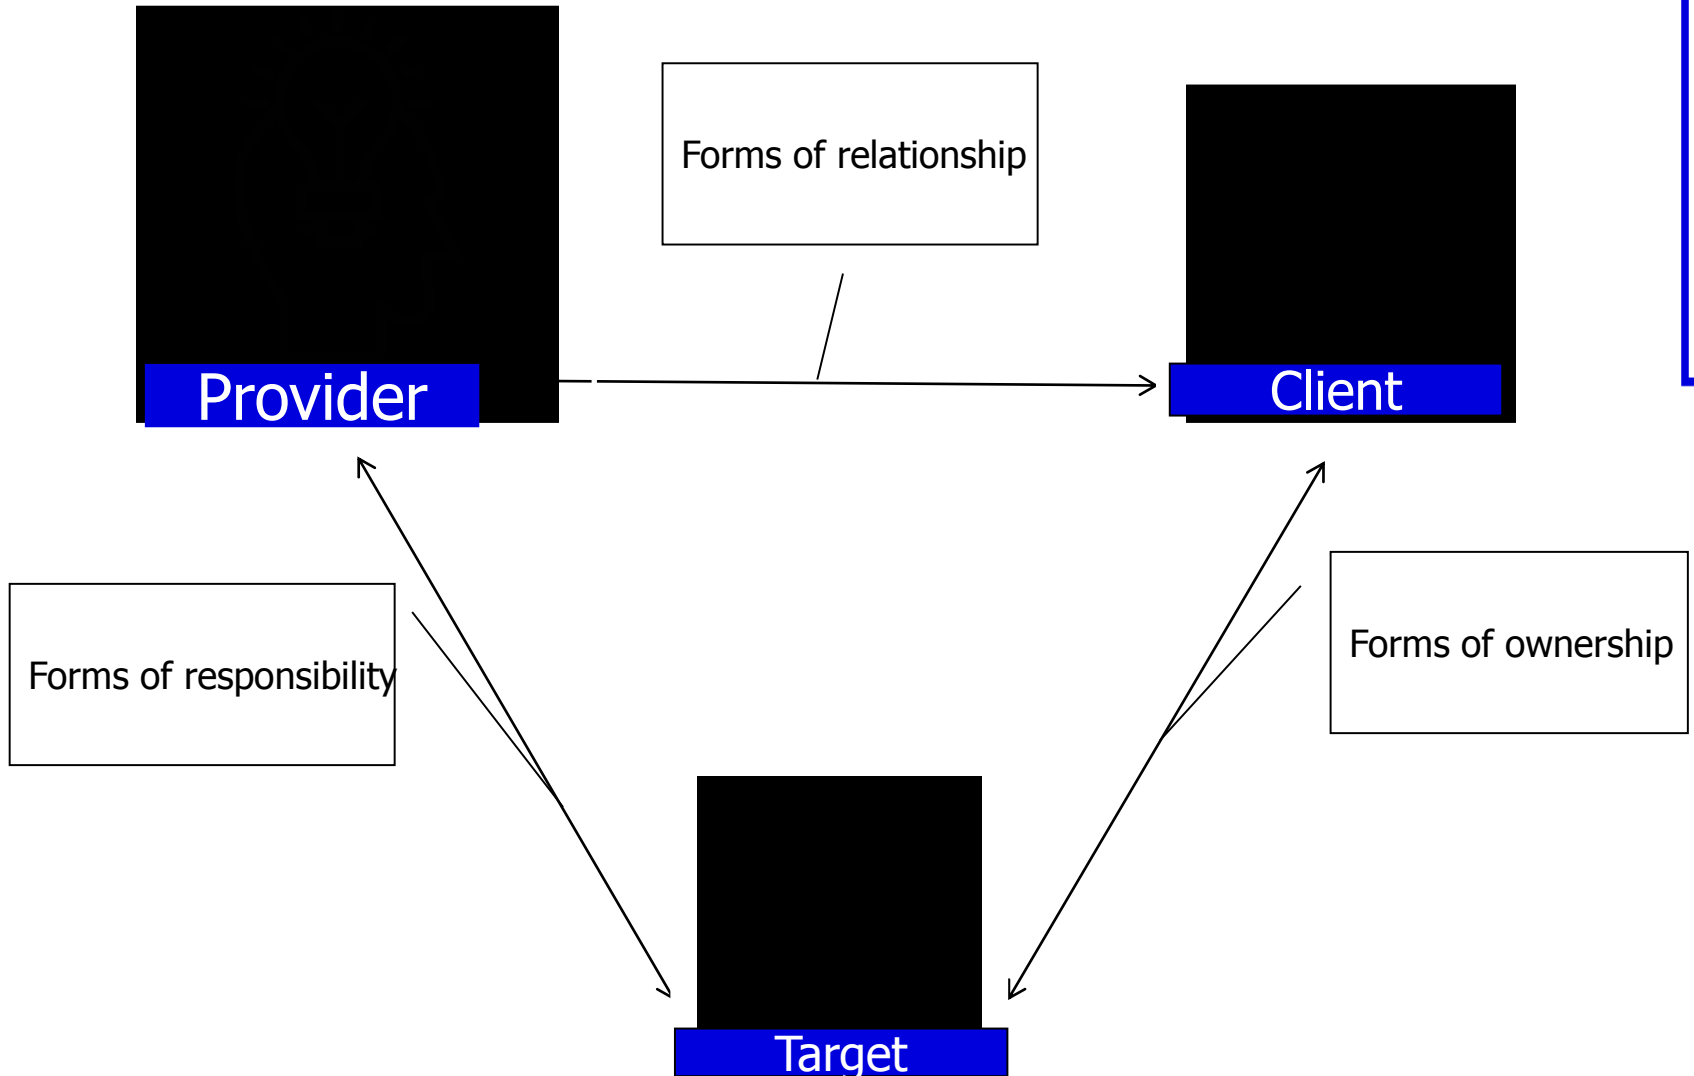 Forms of relationship
Provider
Client
Forms of responsibility
Forms of ownership
Target